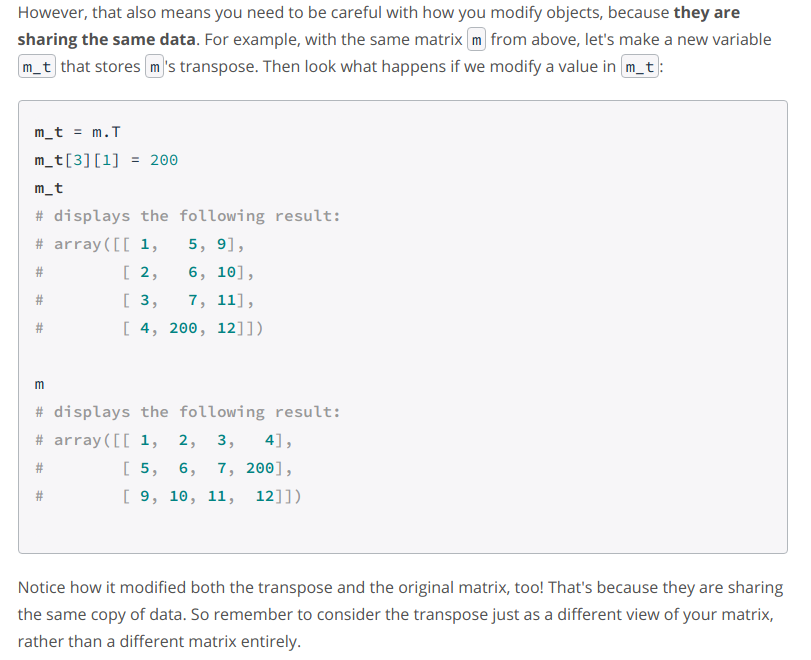 However, that also means you need to be careful with how you modify objects, because they are
sharing the same data. For example, with the same matrix m from above, let's make a new variable
m_t that stores m's transpose. Then look what happens if we modify a value in m_t:
m_t = m.T
m_t[3][1] = 200
m_t
# displays the following result:
# array([[ 1,   5, 9],
#        [ 2,   6, 10],
#        [ 3,   7, 11],
#        [ 4, 200, 12]])
m
# displays the following result:
# array([[ 1,  2,  3,   4],
#        [ 5,  6,  7, 200],
#        [ 9, 10, 11,  12]])
Notice how it modified both the transpose and the original matrix, too! That's because they are sharing
the same copy of data. So remember to consider the transpose just as a different view of your matrix,
rather than a different matrix entirely.